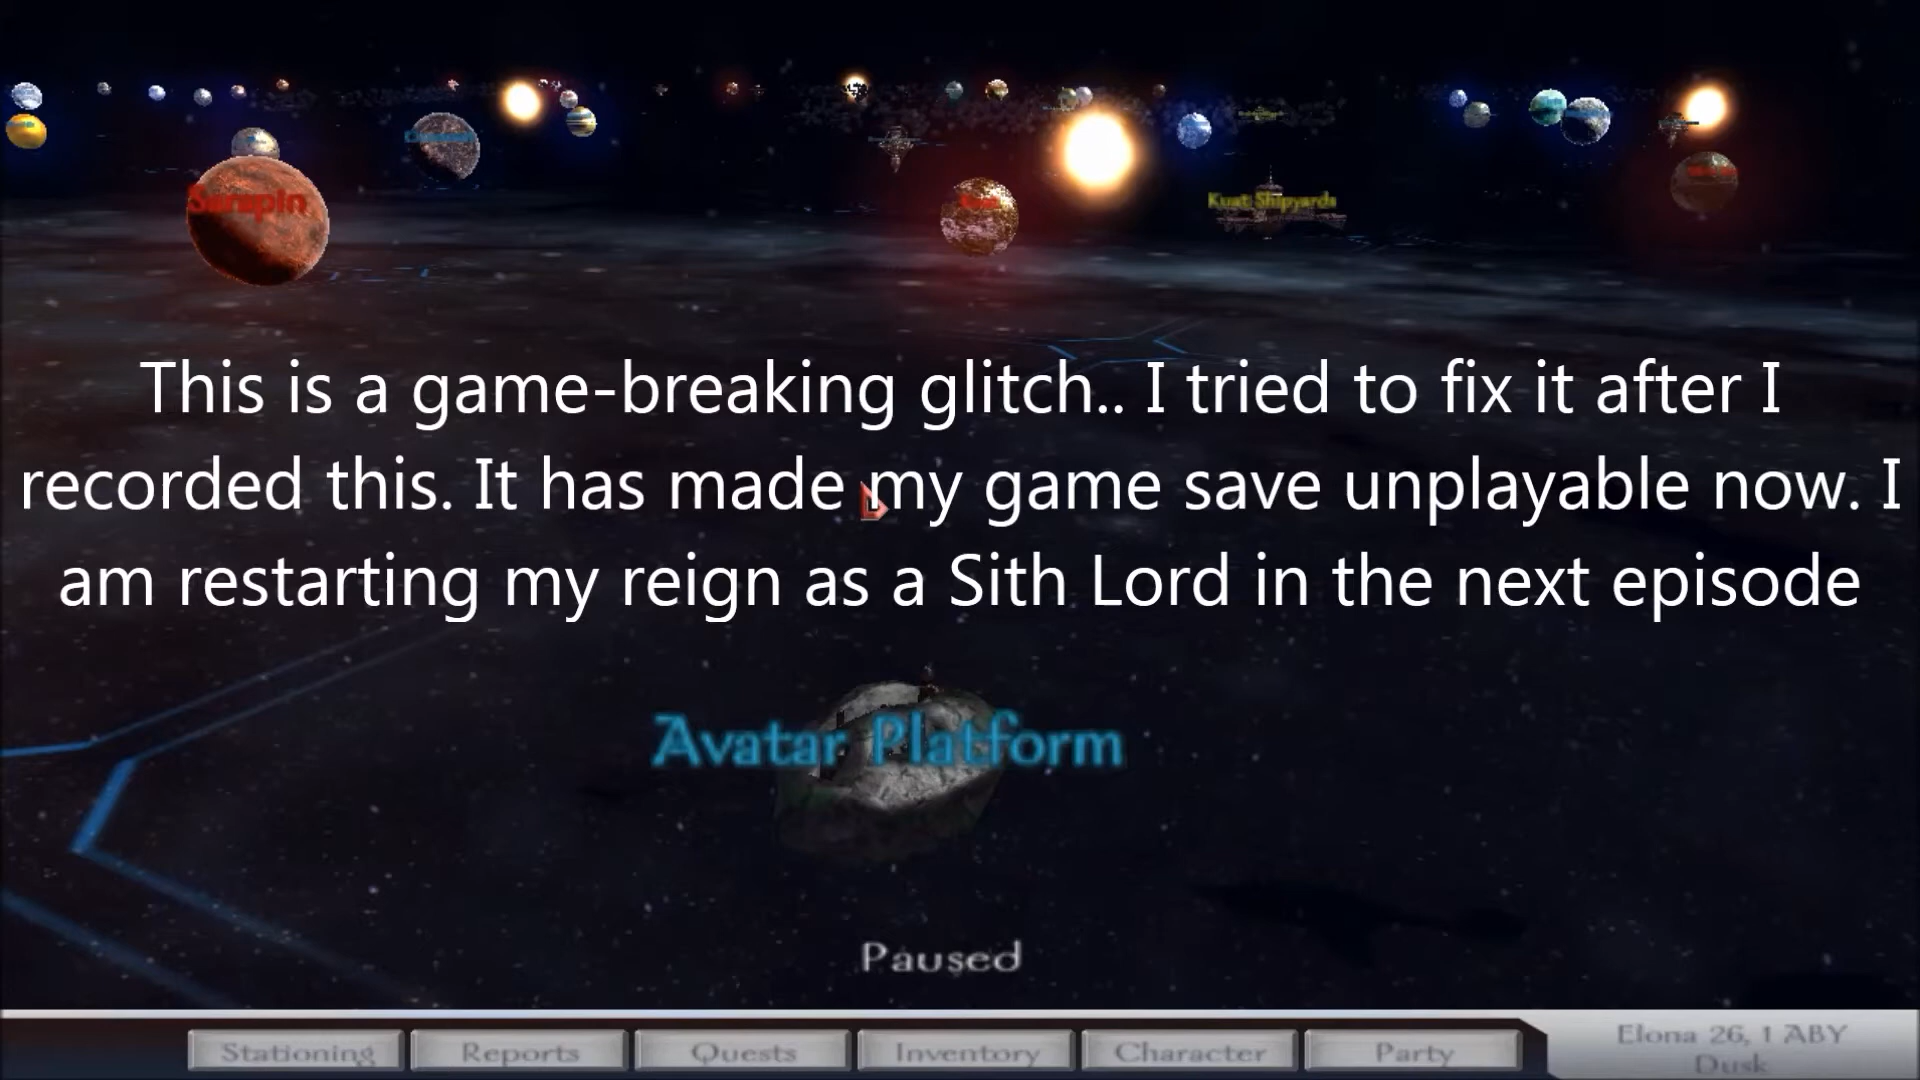 Sarapin
Kuat Shipyards
This is a game-breaking glitch.. I tried to fix it after I
recorded this. It has made my game save unplayable now. I
am restarting my reign as a Sith Lord in the next episode
Avatar Platform
Paused
Stationing Reports Quests Inventory Character Party
Elona 26, 1 ABY
Dusk